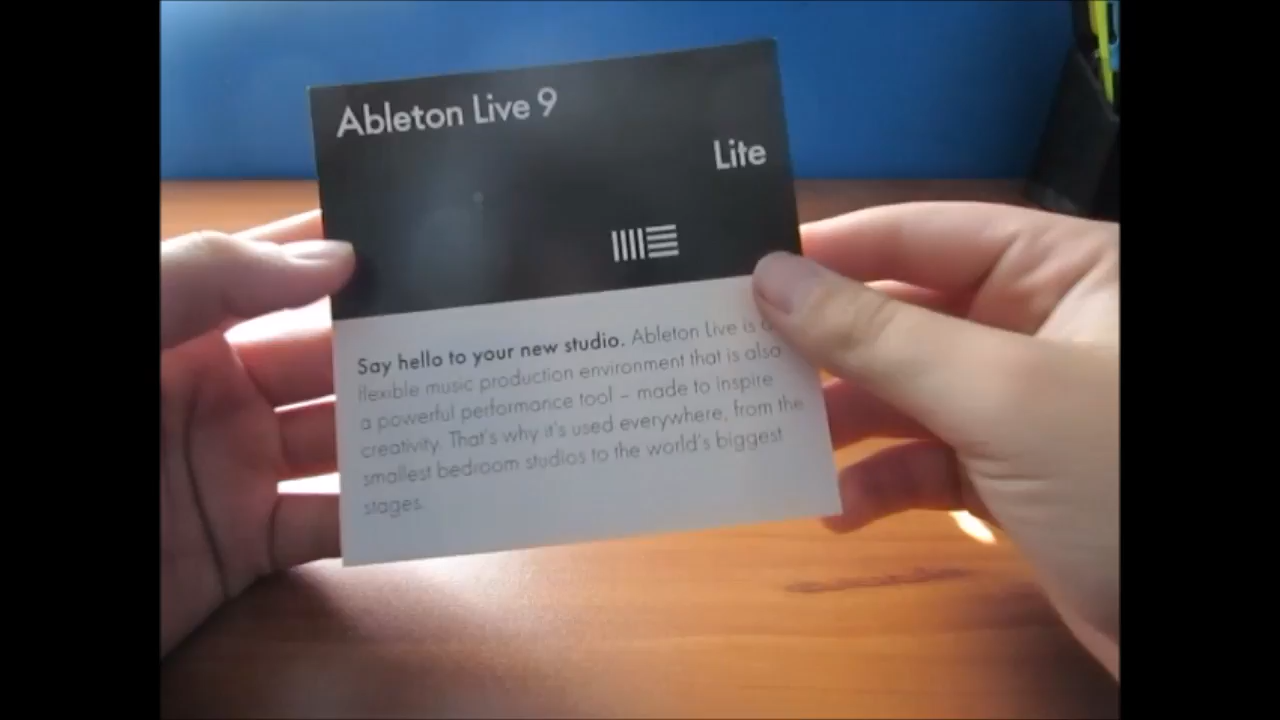 Ableton Live 9
Lite
Say hello to your new studio. Ableton Live is a
flexible music production environment that is also
a powerful performance tool – made to inspire
creativity. That's why it's used everywhere, from the
smallest bedroom studios to the world's biggest
stages.